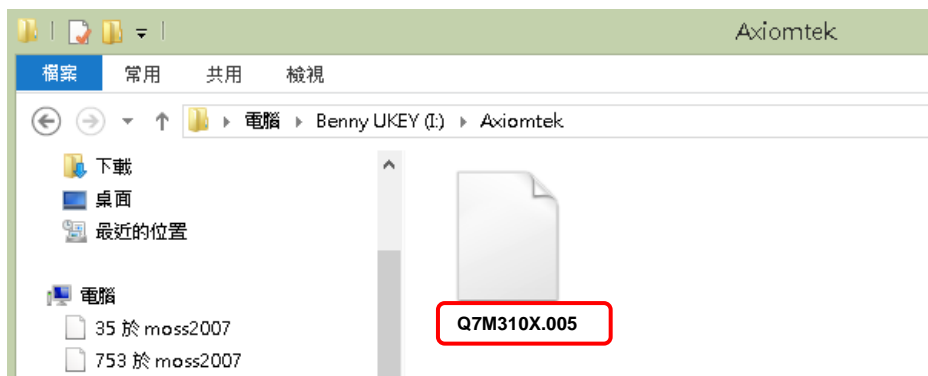 Axiomtek
檔案 常用 共用 檢視
電腦 Benny UKEY (I:) Axiomtek
下載
桌面
最近的位置
電腦
35 於 moss2007
753 於 moss2007
Q7M310X.005